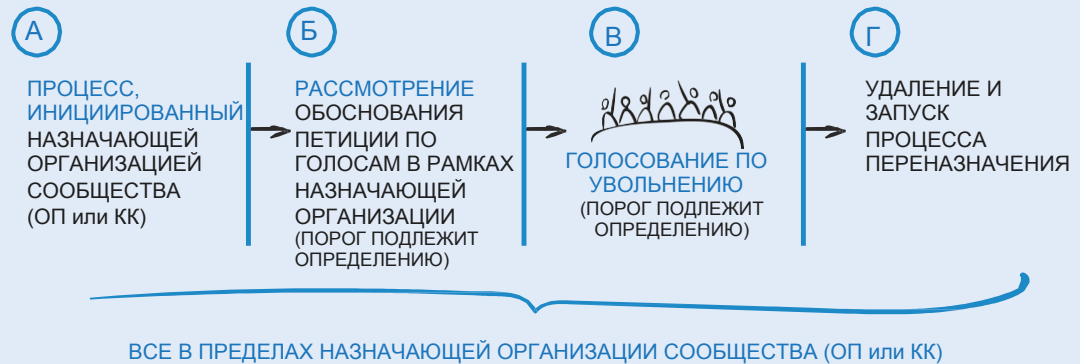 А
ПРОЦЕСС,
ИНИЦИИРОВАННЫЙ
НАЗНАЧАЮЩЕЙ
ОРГАНИЗАЦИЕЙ
СООБЩЕСТВА
(ОП или КК)
Б
РАССМОТРЕНИЕ
ОБОСНОВАНИЯ
ПЕТИЦИИ ПО
ГОЛОСАМ В РАМКАХ
НАЗНАЧАЮЩЕЙ
ОРГАНИЗАЦИИ
(ПОРОГ ПОДЛЕЖИТ
ОПРЕДЕЛЕНИЮ)
В
ГОЛОСОВАНИЕ ПО
УВОЛЬНЕНИЮ
(ПОРОГ ПОДЛЕЖИТ
ОПРЕДЕЛЕНИЮ)
Г
УДАЛЕНИЕ И
ЗАПУСК
ПРОЦЕССА
ПЕРЕНАЗНАЧЕНИЯ
ВСЕ В ПРЕДЕЛАХ НАЗНАЧАЮЩЕЙ ОРГАНИЗАЦИИ СООБЩЕСТВА (ОП или КК)